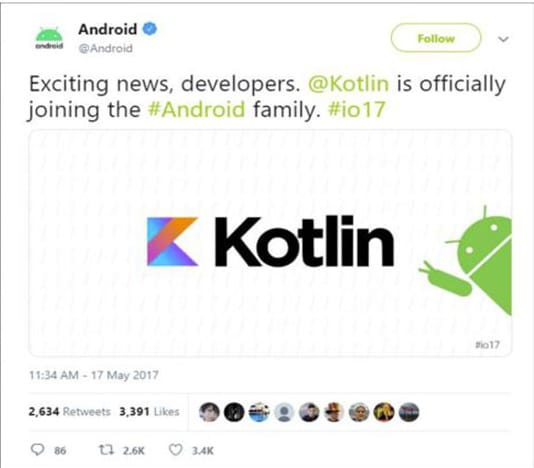 Android
Follow
android
@Android
Exciting news, developers. @Kotlin is officially
joining the #Android family. #io17
Kotlin
#io17
11:34 AM - 17 May 2017
2,634 Retweets 3,391 Likes
86 2.6K 3.4K